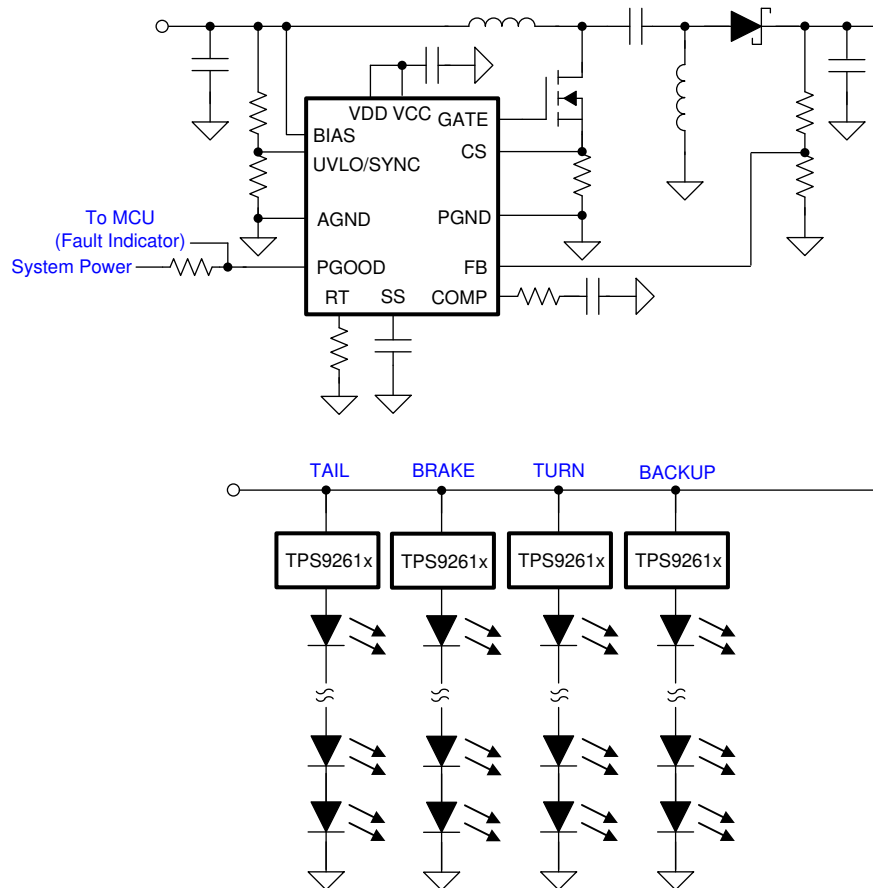 VDD VCC
GATE
BIAS
CS
UVLO/SYNC
AGND
PGND
To MCU
(Fault Indicator)
System Power
PGOOD
FB
RT
SS
COMP
TAIL
BRAKE
TURN
BACKUP
TPS9261x
TPS9261x
TPS9261x
TPS9261x